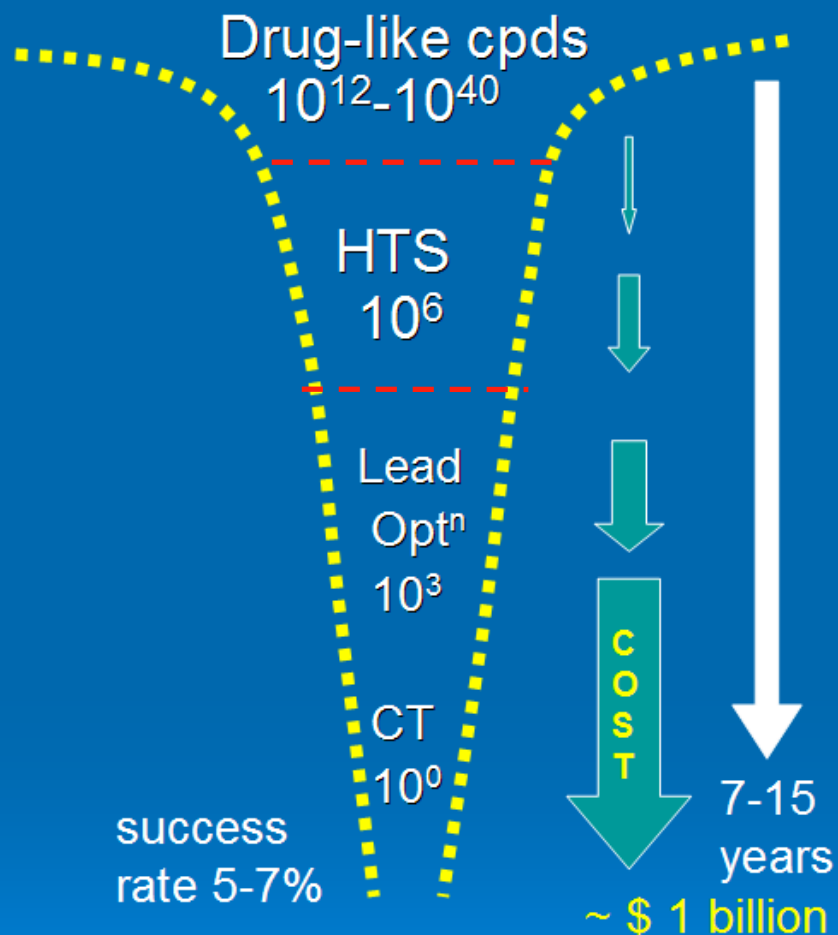 Drug-like cpds
10¹²-10⁴⁰
HTS
10⁶
Lead
Optⁿ
10³
CT
10⁰
success
rate 5-7%
COST
7-15
years
~ $ 1 billion